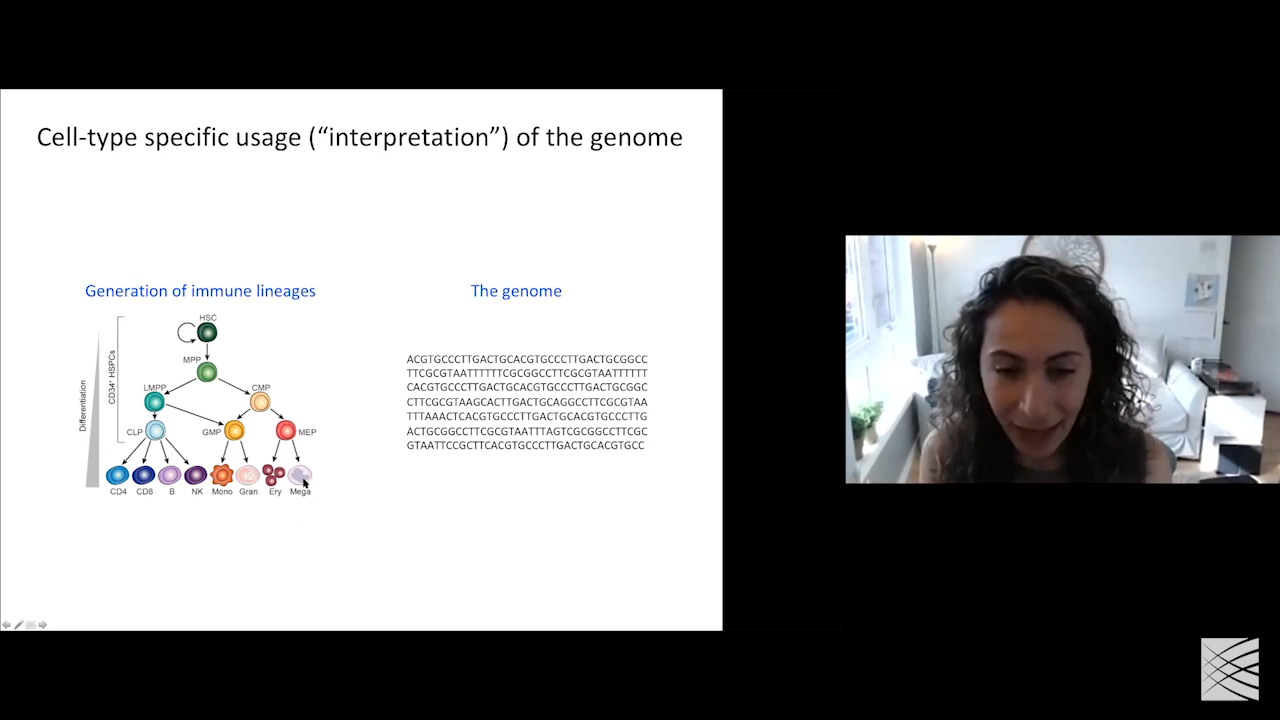 Cell-type specific usage (“interpretation”) of the genome
Generation of immune lineages
HSC
MPP
LMPP
CMP
CLP
GMP
MEP
CD4
CD8
B
NK
Mono
Gran
Ery
Mega
Differentiation
CD34⁺ HSPCs
The genome
ACGTGCCCTTGACTGCACGTGCCCTTGACTGCGGCC
TTCGCGTAATTTTTTCGCGGCCTTCGCGTAATTTTTT
CACGTGCCCTTGACTGCACGTGCCCTTGACTGCGGC
CTTCGCGTAAGCACTTGACTGCAGGCCTTCGCGTAA
TTTAAACTCACGTGCCCTTGACTGCACGTGCCCTTG
ACTGCGGCCTTCGCGTAATTTAGTCGCGGCCTTCGC
GTAATTCCGCTTCACGTGCCCTTGACTGCACGTGCC